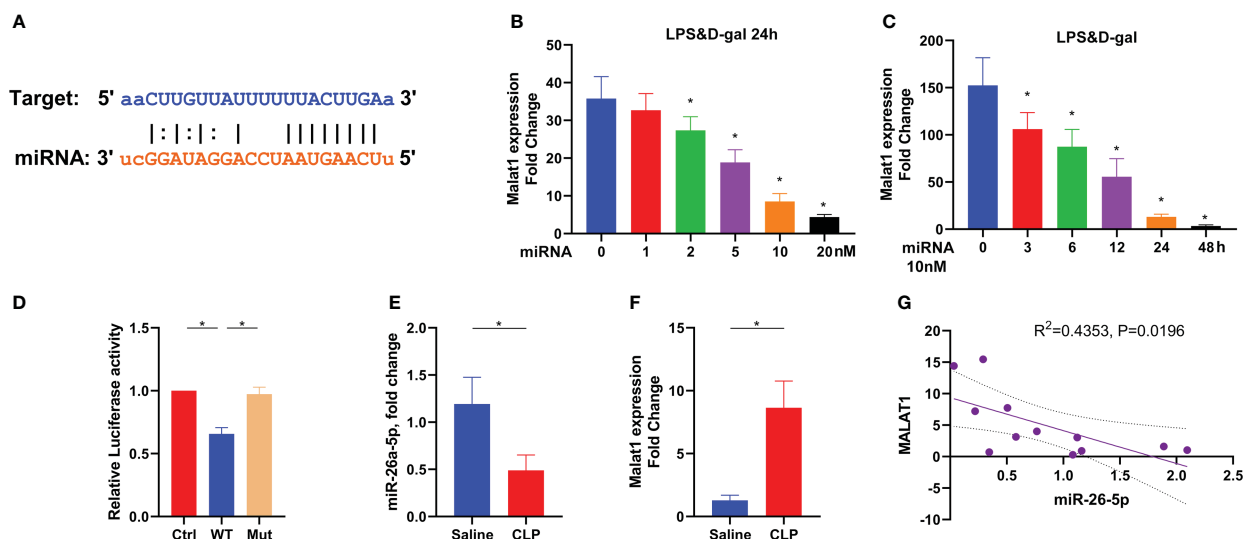 A
Target: 5' aaCUUGUUAUUUUUUACUUGAa 3'
|:|:|: | ||||||||
miRNA: 3' ucGGAUAGGACCUAAUGAACUu 5'
B
LPS&D-gal 24h
Malat1 expression
Fold Change
50
40
30
20
10
0
* * * *
miRNA 0 1 2 5 10 20nM
C
LPS&D-gal
Malat1 expression
Fold Change
200
150
100
50
0
* * * * *
miRNA 0 3 6 12 24 48h
10nM
D
Relative Luciferase activity
1.5
1.0
0.5
0.0
* *
Ctrl WT Mut
E
miR-26a-5p, fold change
2.0
1.5
1.0
0.5
0.0
*
Saline CLP
F
Malat1 expression
Fold Change
15
10
5
0
*
Saline CLP
G
R²=0.4353, P=0.0196
MALAT1
20
15
10
5
0
-5
-10
0.5 1.0 1.5 2.0 2.5
miR-26-5p